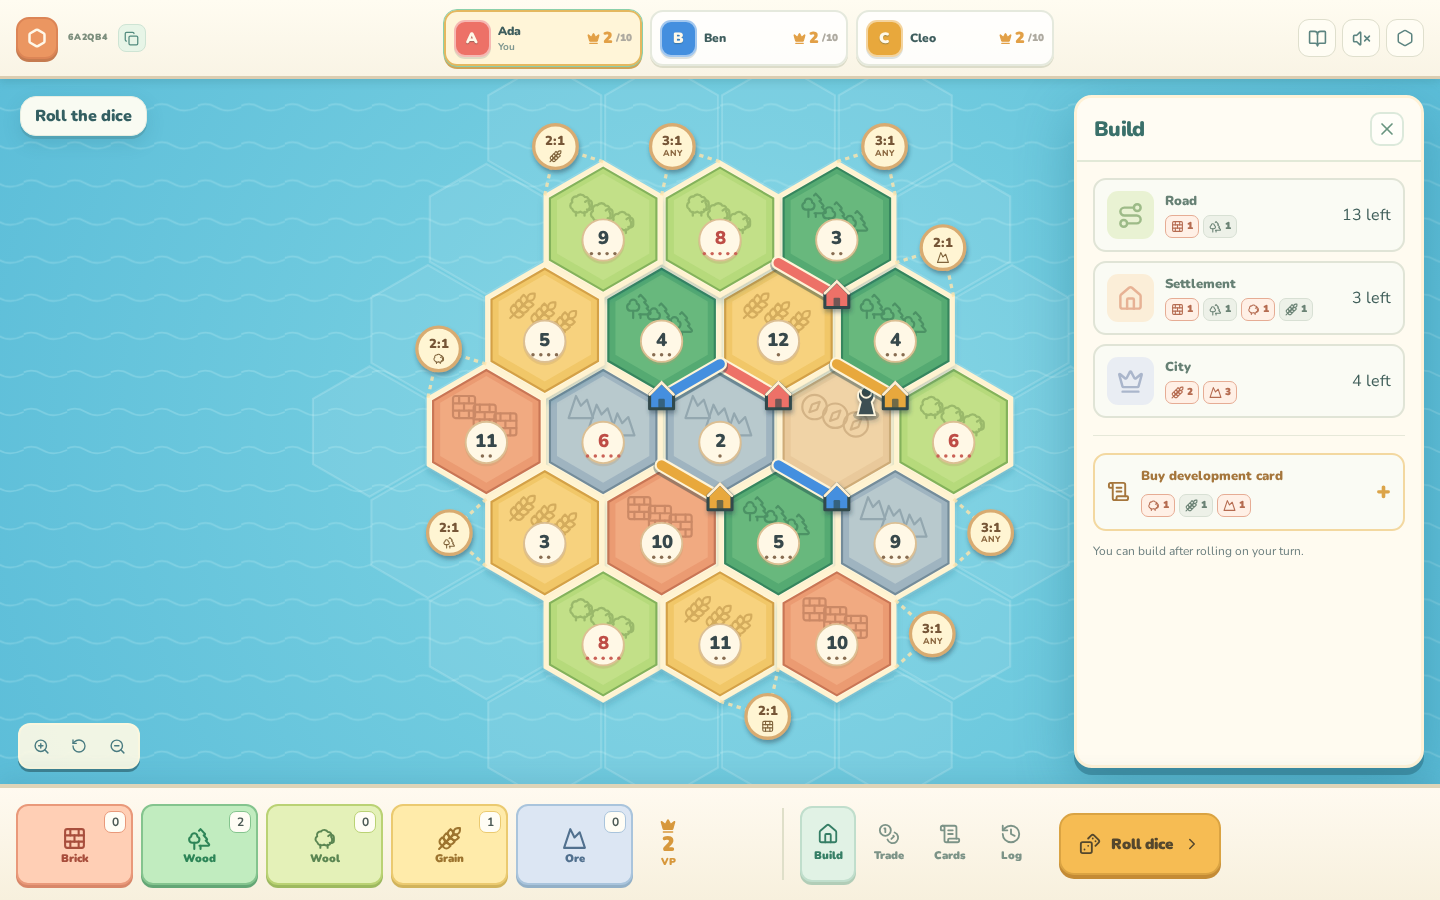 6A2QB4
A
Ada
You
2 /10
B
Ben
2 /10
C
Cleo
2 /10
Roll the dice
2:1
3:1
ANY
3:1
ANY
9
8
3
2:1
5
4
12
4
2:1
11
6
2
6
2:1
3
10
5
9
3:1
ANY
8
11
10
3:1
ANY
2:1
Build
Road
1 1
13 left
Settlement
1 1 1 1
3 left
City
2 3
4 left
Buy development card
1 1 1
+
You can build after rolling on your turn.
0
Brick
2
Wood
0
Wool
1
Grain
0
Ore
2
VP
Build
Trade
Cards
Log
Roll dice